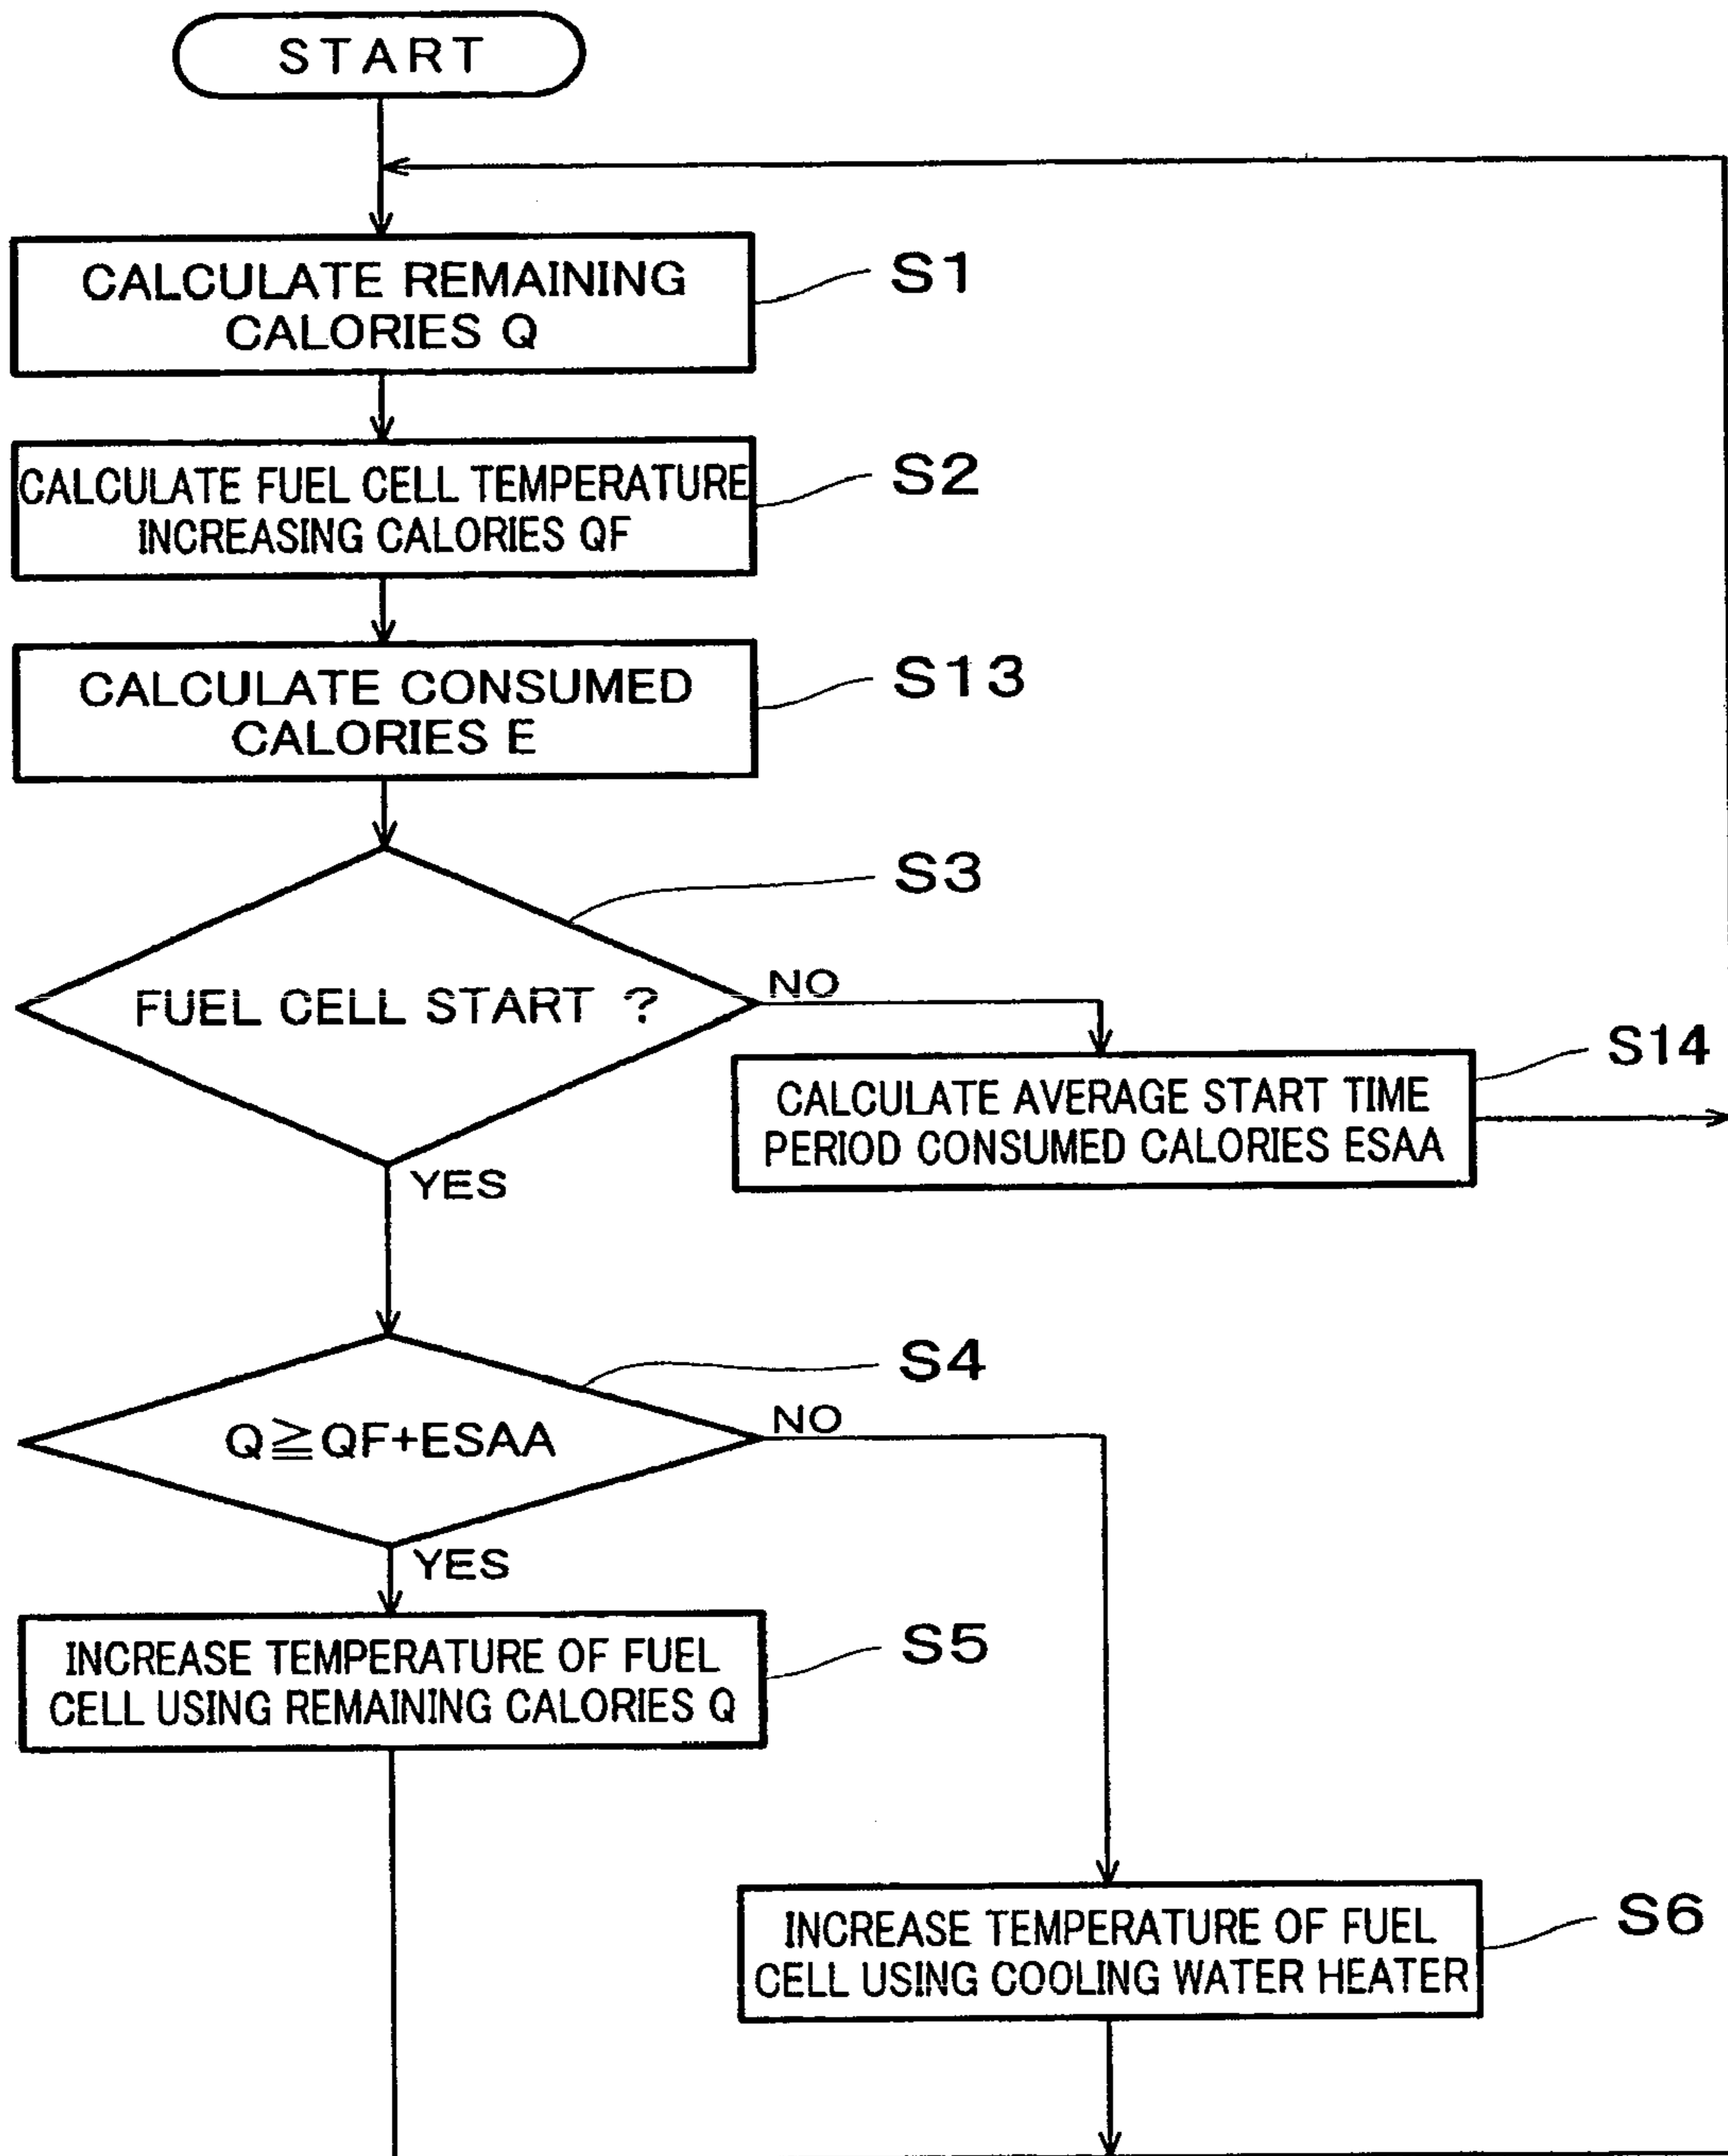 START
CALCULATE REMAINING
CALORIES Q
S1
CALCULATE FUEL CELL TEMPERATURE
INCREASING CALORIES QF
S2
CALCULATE CONSUMED
CALORIES E
S13
S3
FUEL CELL START ?
NO
YES
S14
CALCULATE AVERAGE START TIME
PERIOD CONSUMED CALORIES ESAA
S4
Q≧QF+ESAA
NO
YES
INCREASE TEMPERATURE OF FUEL
CELL USING REMAINING CALORIES Q
S5
INCREASE TEMPERATURE OF FUEL
CELL USING COOLING WATER HEATER
S6